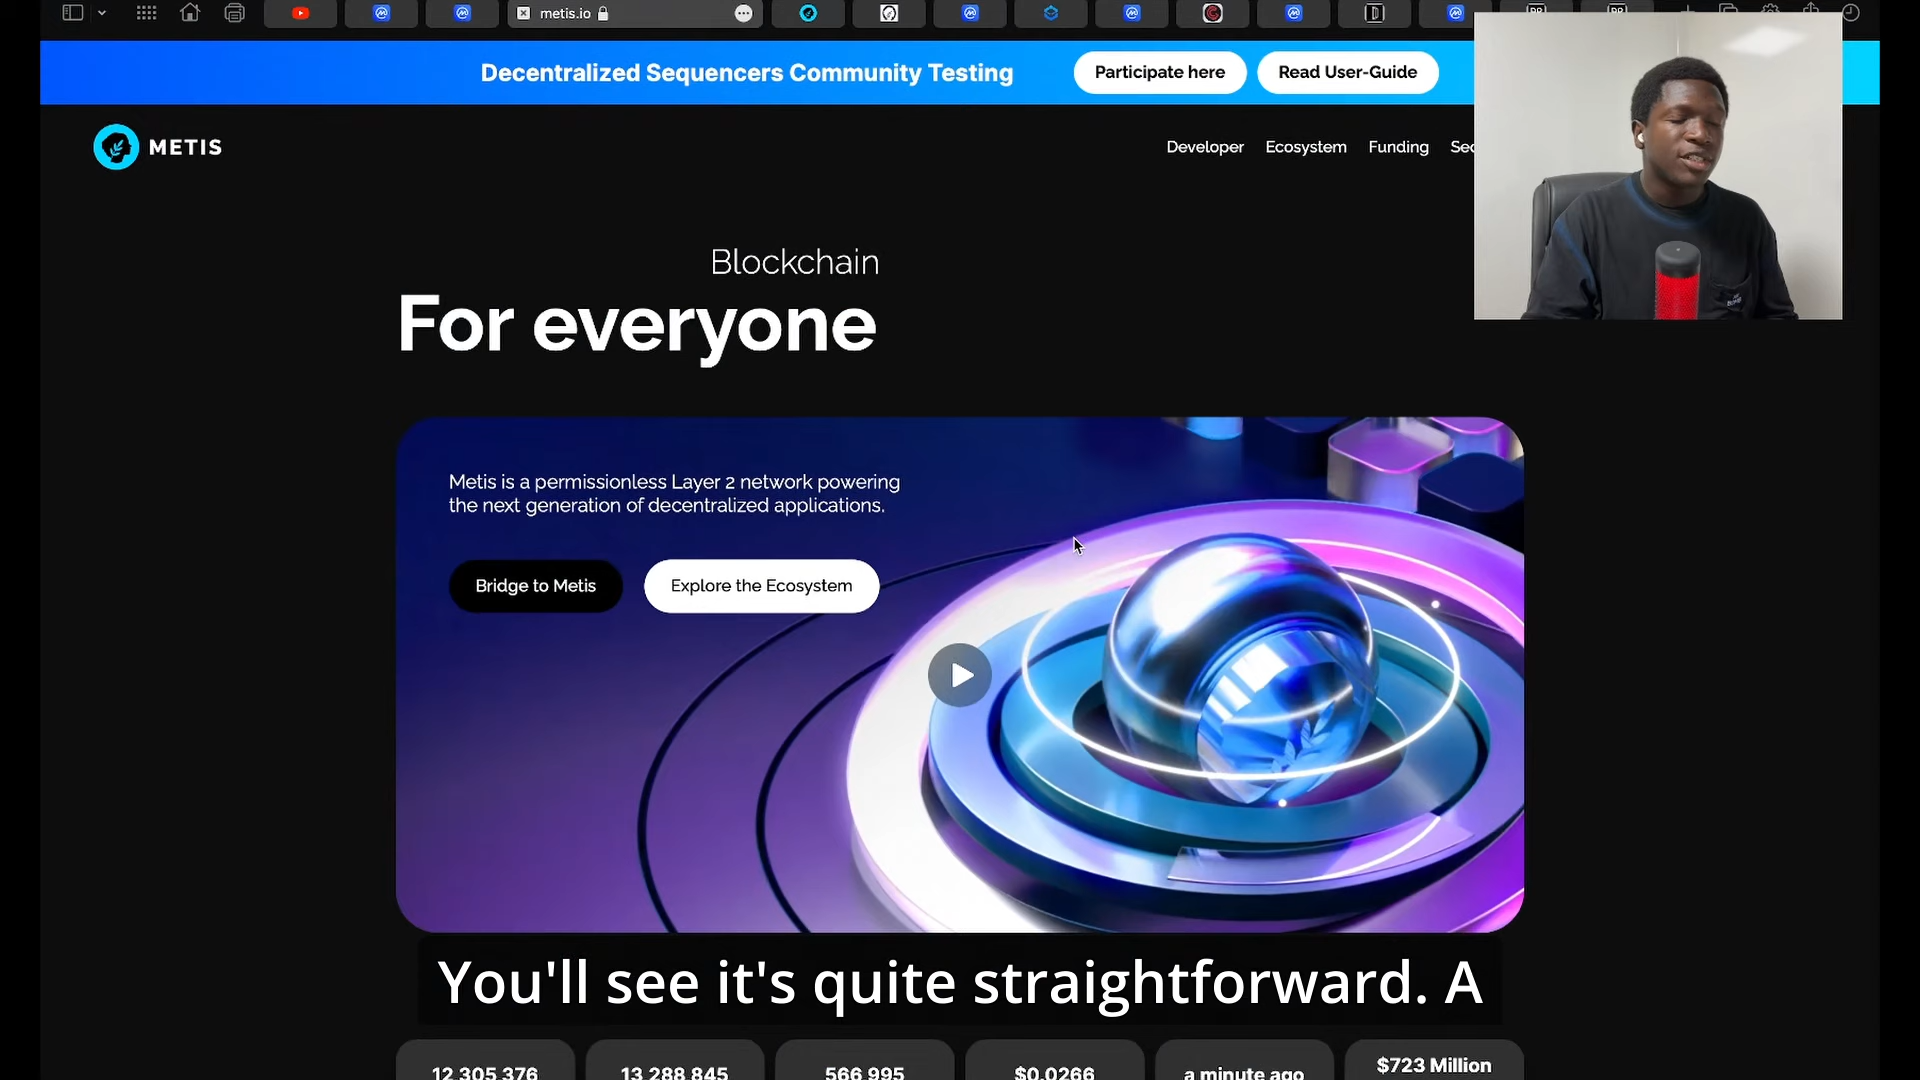 metis.io
Decentralized Sequencers Community Testing
Participate here
Read User-Guide
METIS
Developer
Ecosystem
Funding
Blockchain
For everyone
Metis is a permissionless Layer 2 network powering
the next generation of decentralized applications.
Bridge to Metis
Explore the Ecosystem
You'll see it's quite straightforward. A
12,305,376
13,288,845
566,995
$0.0266
a minute ago
$723 Million